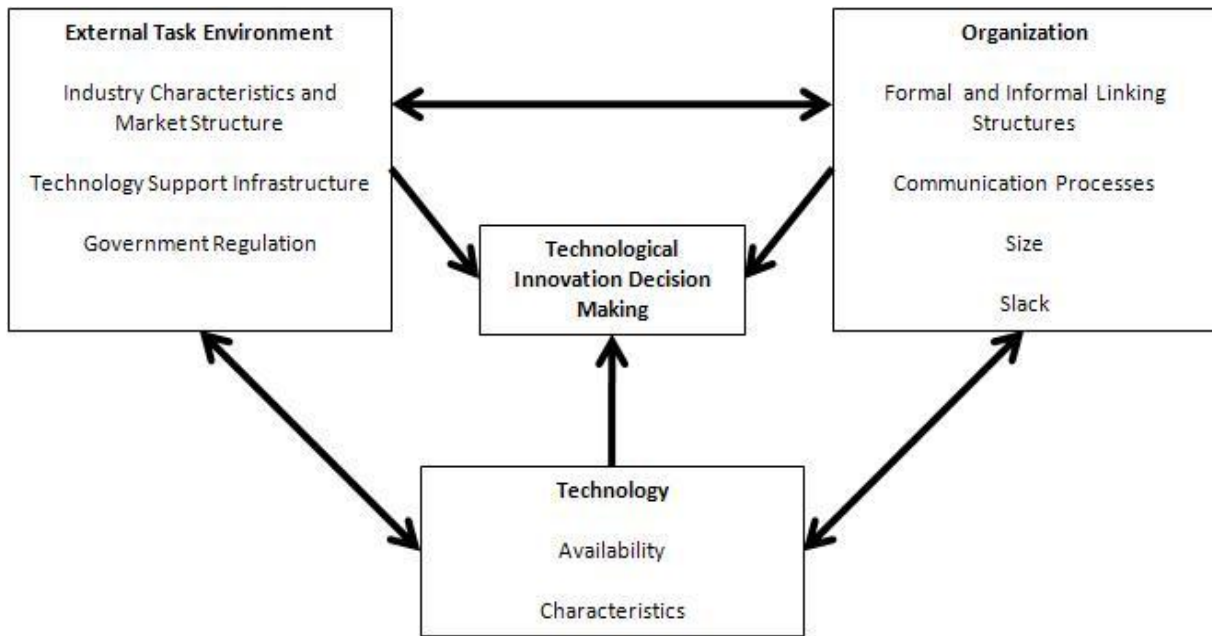 External Task Environment
Industry Characteristics and
Market Structure
Technology Support Infrastructure
Government Regulation
Organization
Formal and Informal Linking
Structures
Communication Processes
Size
Slack
Technological
Innovation Decision
Making
Technology
Availability
Characteristics